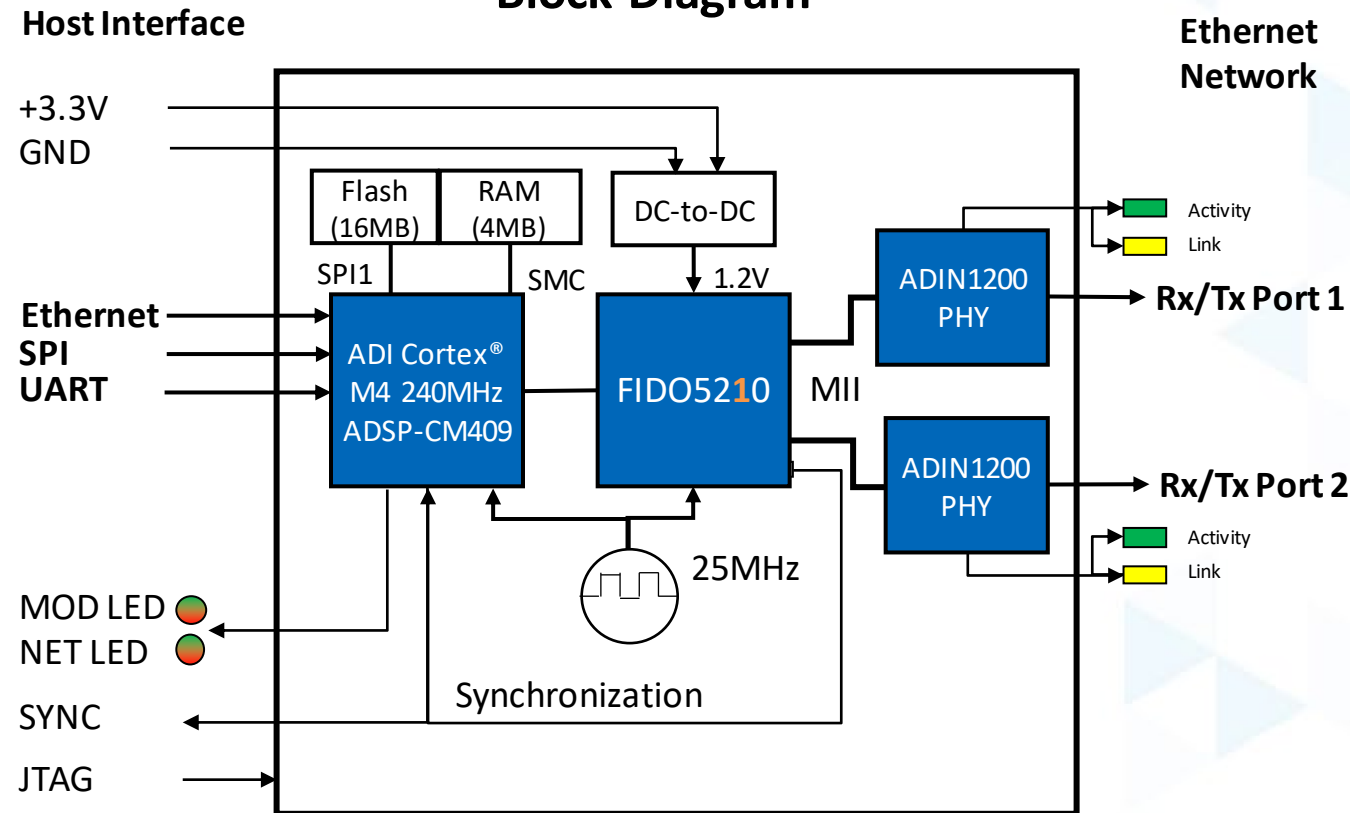 Block Diagram
Host Interface
Ethernet
Network
+3.3V
GND
Flash
(16MB)
RAM
(4MB)
DC-to-DC
SPI1
SMC
1.2V
Activity
Link
Ethernet
SPI
UART
ADI Cortex®
M4 240MHz
ADSP-CM409
FIDO5210
MII
ADIN1200
PHY
Rx/Tx Port 1
ADIN1200
PHY
Rx/Tx Port 2
Activity
Link
25MHz
MOD LED
NET LED
Synchronization
SYNC
JTAG